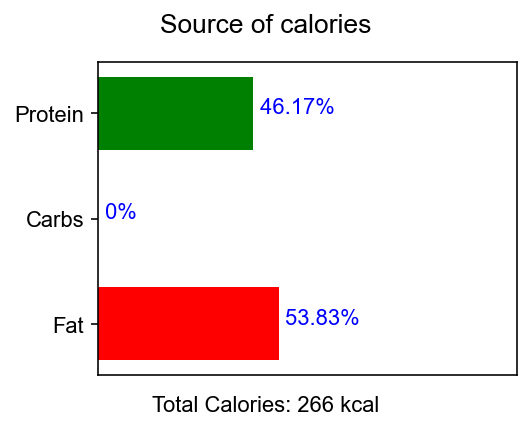 Source of calories
Protein
46.17%
Carbs
0%
Fat
53.83%
Total Calories: 266 kcal